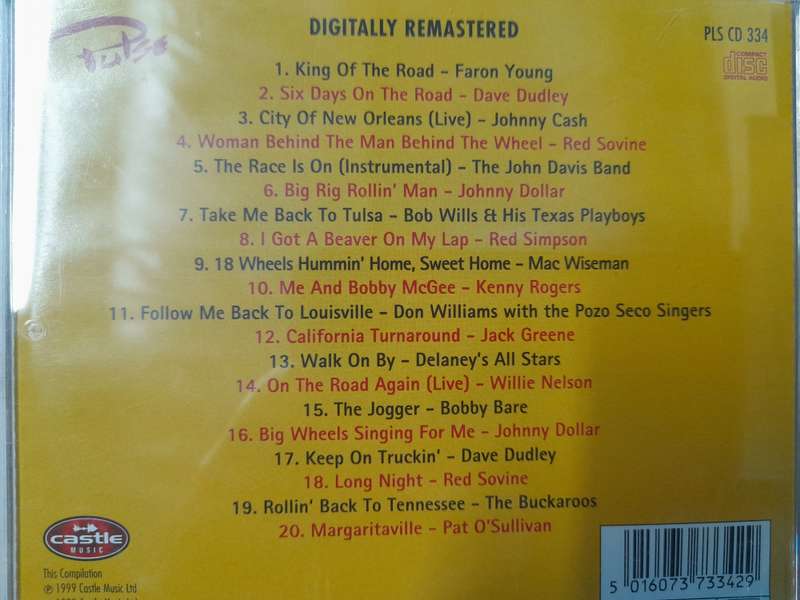 Pulse
DIGITALLY REMASTERED
PLS CD 334
COMPACT
disc
DIGITAL AUDIO
1. King Of The Road – Faron Young
2. Six Days On The Road – Dave Dudley
3. City Of New Orleans (Live) – Johnny Cash
4. Woman Behind The Man Behind The Wheel – Red Sovine
5. The Race Is On (Instrumental) – The John Davis Band
6. Big Rig Rollin' Man – Johnny Dollar
7. Take Me Back To Tulsa – Bob Wills & His Texas Playboys
8. I Got A Beaver On My Lap – Red Simpson
9. 18 Wheels Hummin' Home, Sweet Home – Mac Wiseman
10. Me And Bobby McGee – Kenny Rogers
11. Follow Me Back To Louisville – Don Williams with the Pozo Seco Singers
12. California Turnaround – Jack Greene
13. Walk On By – Delaney's All Stars
14. On The Road Again (Live) – Willie Nelson
15. The Jogger – Bobby Bare
16. Big Wheels Singing For Me – Johnny Dollar
17. Keep On Truckin' – Dave Dudley
18. Long Night – Red Sovine
19. Rollin' Back To Tennessee – The Buckaroos
20. Margaritaville – Pat O'Sullivan
castle
MUSIC
This Compilation
℗ 1999 Castle Music Ltd
5 016073 733429